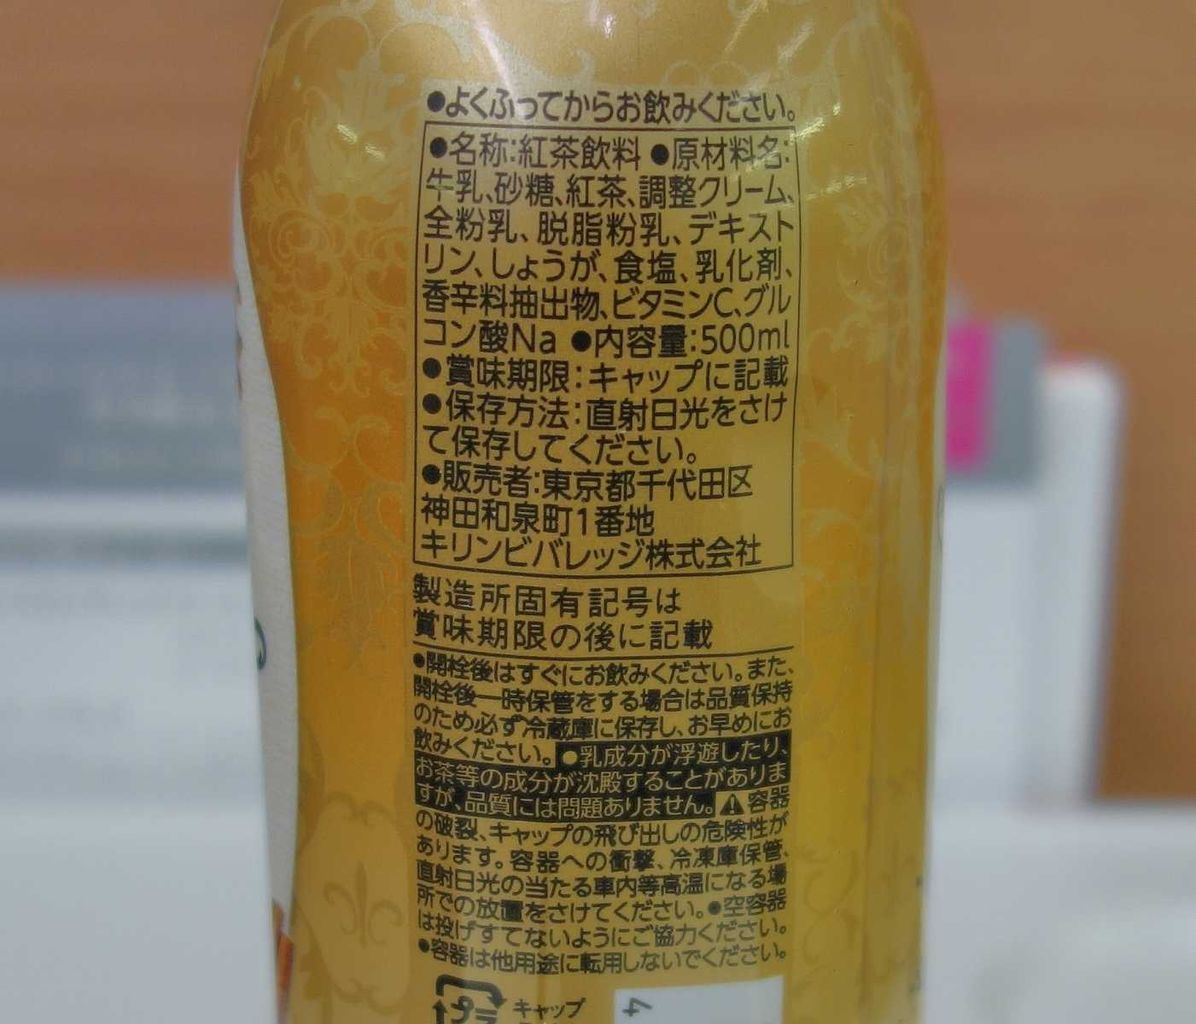 ●よくふってからお飲みください。
●名称:紅茶飲料 ●原材料名:
牛乳、砂糖、紅茶、調整クリーム、
全粉乳、脱脂粉乳、デキスト
リン、しょうが、食塩、乳化剤、
香辛料抽出物、ビタミンC、グル
コン酸Na ●内容量:500ml
●賞味期限:キャップに記載
●保存方法:直射日光をさけ
て保存してください。
●販売者:東京都千代田区
神田和泉町1番地
キリンビバレッジ株式会社
製造所固有記号は
賞味期限の後に記載
●開栓後はすぐにお飲みください。また、
開栓後一時保管をする場合は品質保持
のため必ず冷蔵庫に保存し、お早めにお
飲みください。●乳成分が浮遊したり、
お茶等の成分が沈殿することがありま
すが、品質には問題ありません。⚠容器
の破裂、キャップの飛び出しの危険性が
あります。容器への衝撃、冷凍庫保管、
直射日光の当たる車内等高温になる場
所での放置をさけてください。●空容器
は投げすてないようにご協力ください。
●容器は他用途に転用しないでください。
プラ キャップ
4